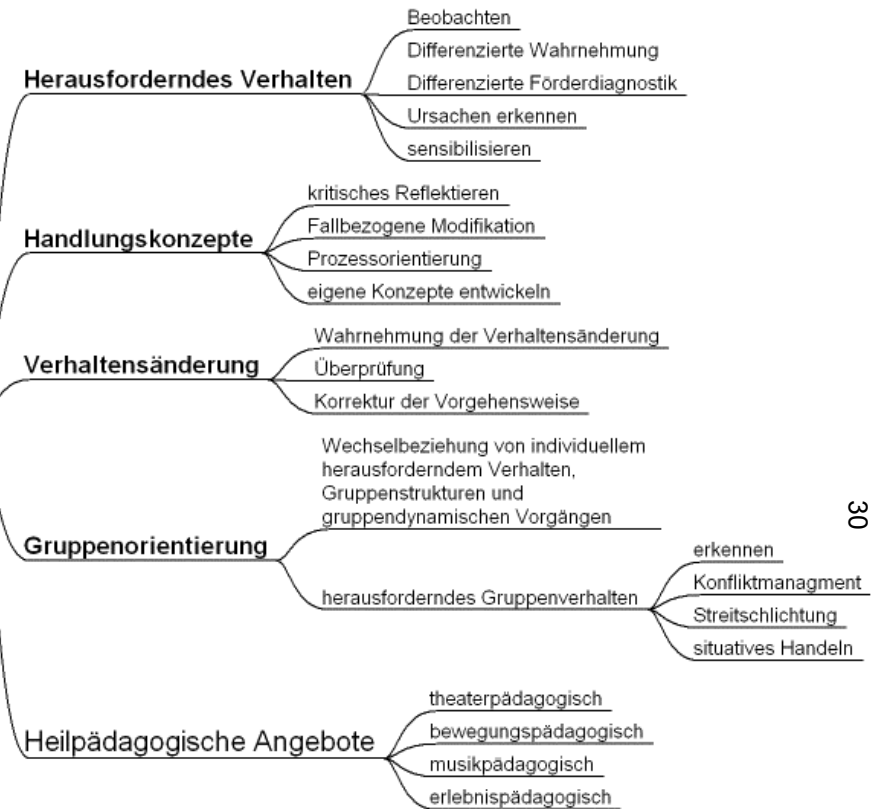 Herausforderndes Verhalten
Beobachten
Differenzierte Wahrnehmung
Differenzierte Förderdiagnostik
Ursachen erkennen
sensibilisieren
Handlungskonzepte
kritisches Reflektieren
Fallbezogene Modifikation
Prozessorientierung
eigene Konzepte entwickeln
Verhaltensänderung
Wahrnehmung der Verhaltensänderung
Überprüfung
Korrektur der Vorgehensweise
Gruppenorientierung
Wechselbeziehung von individuellem
herausforderndem Verhalten,
Gruppenstrukturen und
gruppendynamischen Vorgängen
herausforderndes Gruppenverhalten
erkennen
Konfliktmanagment
Streitschlichtung
situatives Handeln
Heilpädagogische Angebote
theaterpädagogisch
bewegungspädagogisch
musikpädagogisch
erlebnispädagogisch
30